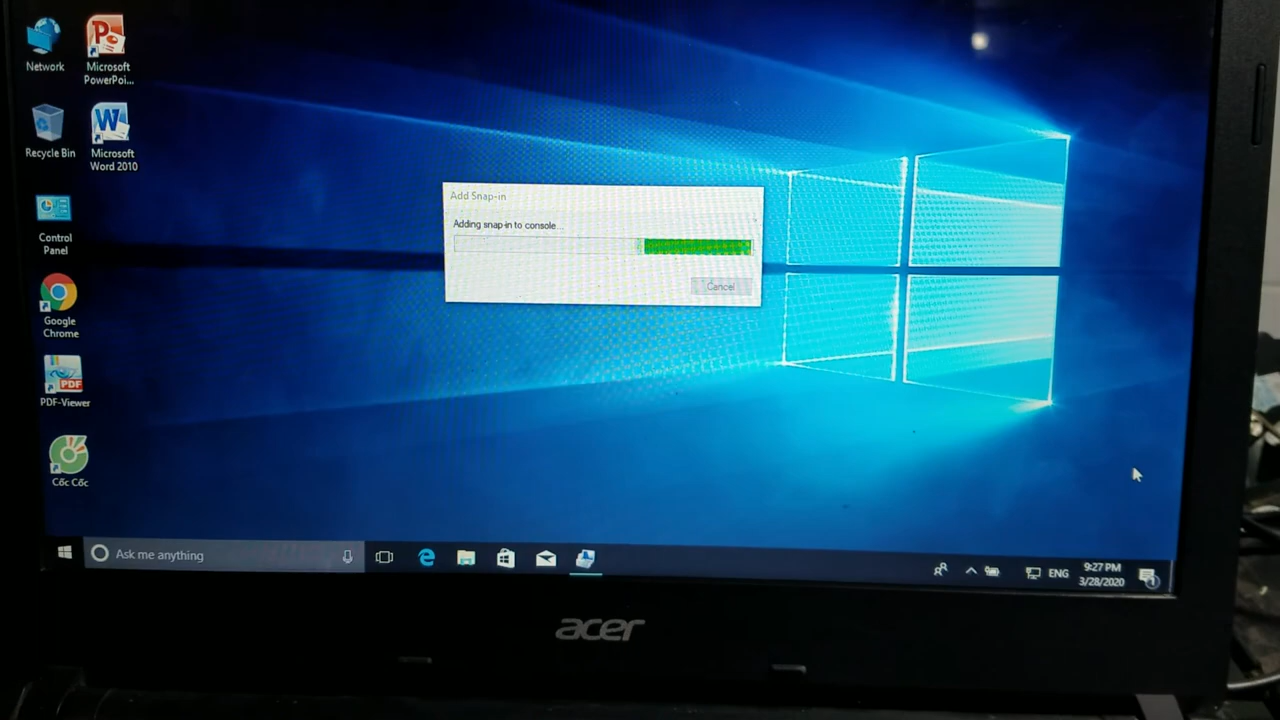 Network
Microsoft
PowerPoi...
Recycle Bin
Microsoft
Word 2010
Control
Panel
Google
Chrome
PDF
PDF-Viewer
Cốc Cốc
Add Snap-in
Adding snap-in to console...
Cancel
Ask me anything
ENG
9:27 PM
3/28/2020
1
acer